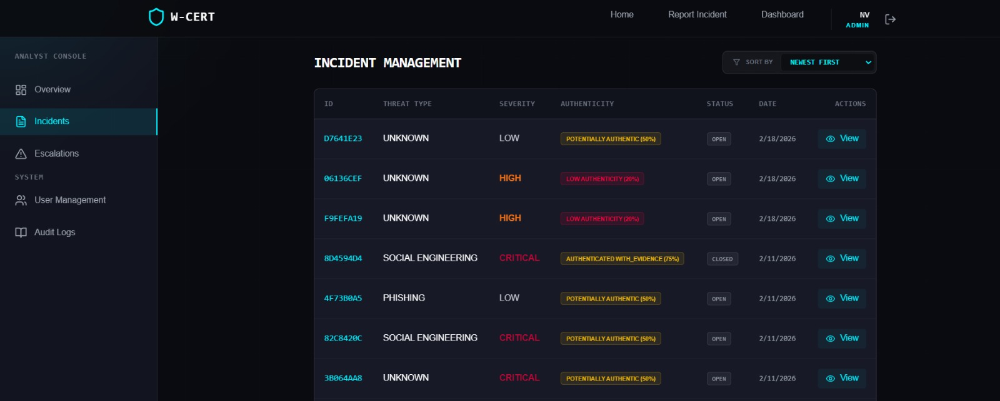 W-CERT
Home Report Incident Dashboard NV
ADMIN
ANALYST CONSOLE
Overview
Incidents
Escalations
SYSTEM
User Management
Audit Logs
INCIDENT MANAGEMENT
SORT BY NEWEST FIRST
ID THREAT TYPE SEVERITY AUTHENTICITY STATUS DATE ACTIONS
D7641E23 UNKNOWN LOW POTENTIALLY AUTHENTIC (50%) OPEN 2/18/2026 View
06136CEF UNKNOWN HIGH LOW AUTHENTICITY (20%) OPEN 2/18/2026 View
F9FEFA19 UNKNOWN HIGH LOW AUTHENTICITY (20%) OPEN 2/18/2026 View
8D4594D4 SOCIAL ENGINEERING CRITICAL AUTHENTICATED WITH_EVIDENCE (75%) CLOSED 2/11/2026 View
4F73B0A5 PHISHING LOW POTENTIALLY AUTHENTIC (50%) OPEN 2/11/2026 View
82C8420C SOCIAL ENGINEERING CRITICAL POTENTIALLY AUTHENTIC (50%) OPEN 2/11/2026 View
3B064AA8 UNKNOWN CRITICAL POTENTIALLY AUTHENTIC (50%) OPEN 2/11/2026 View